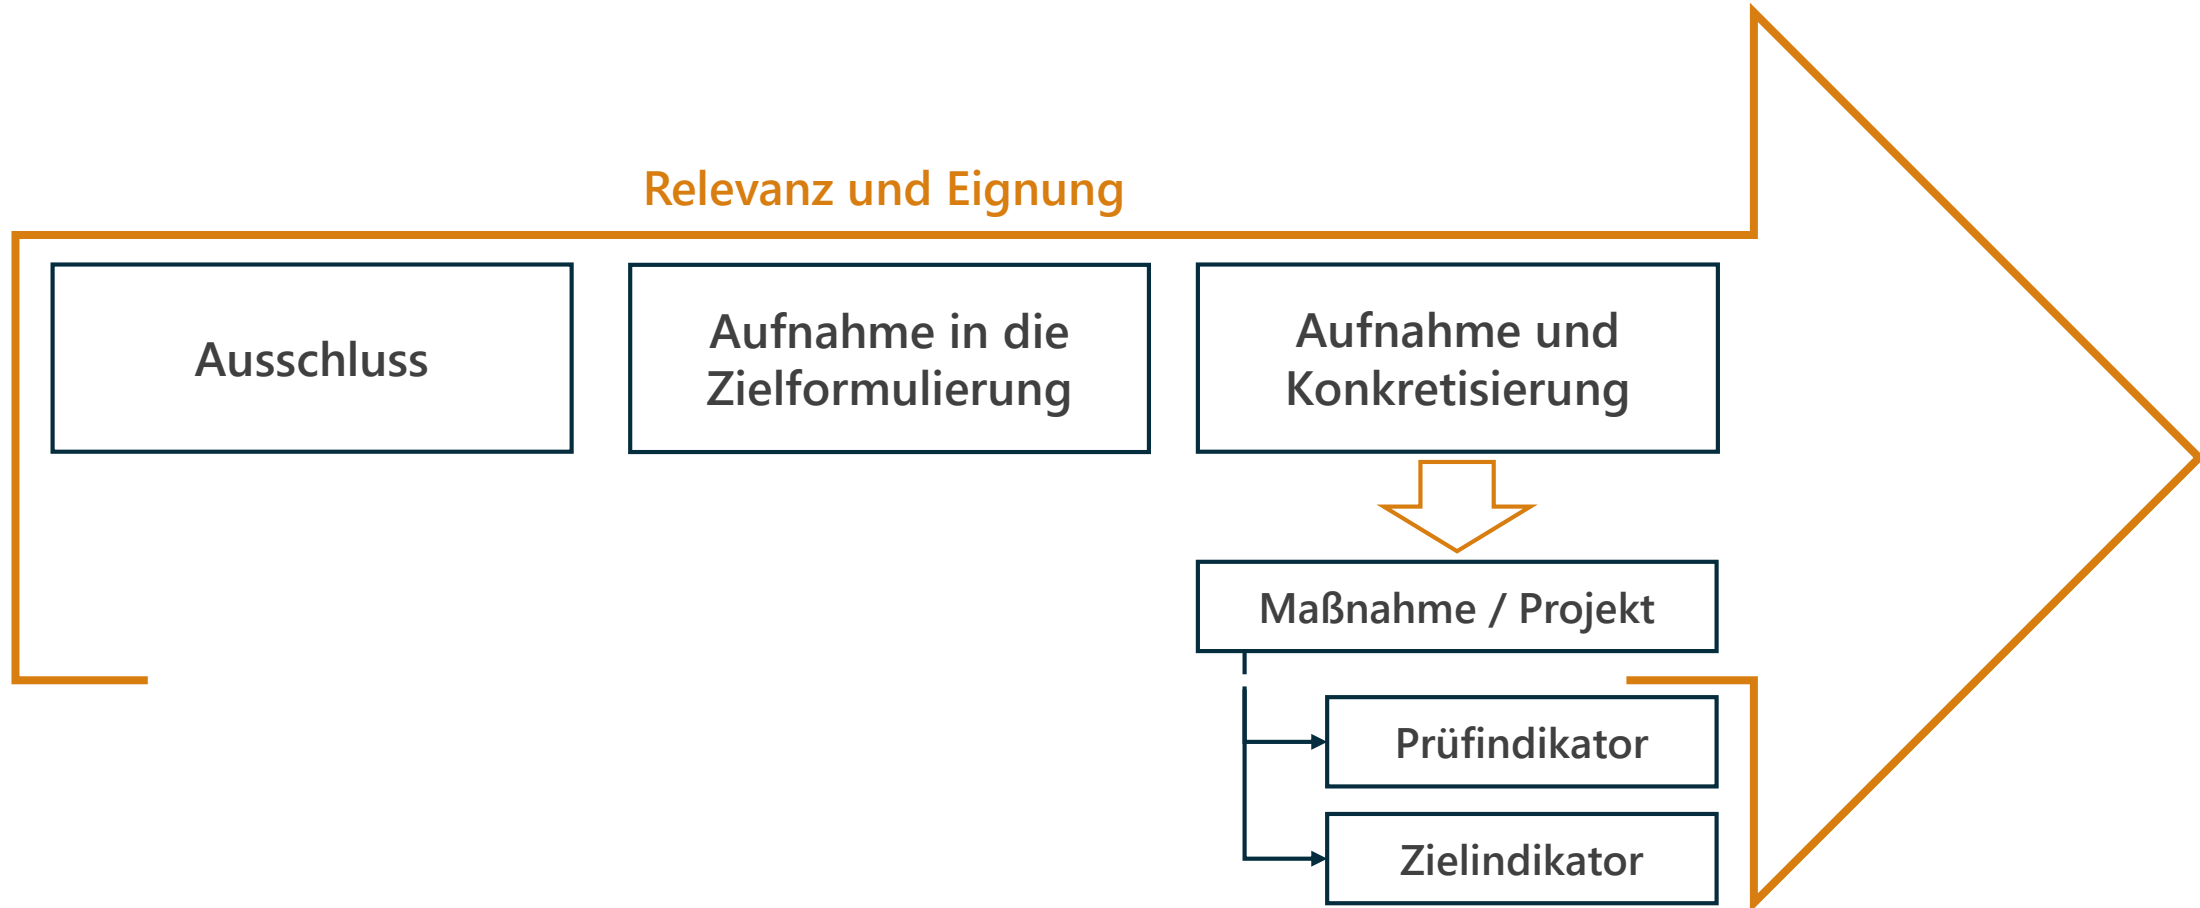 Relevanz und Eignung
Ausschluss
Aufnahme in die
Zielformulierung
Aufnahme und
Konkretisierung
Maßnahme / Projekt
Prüfindikator
Zielindikator